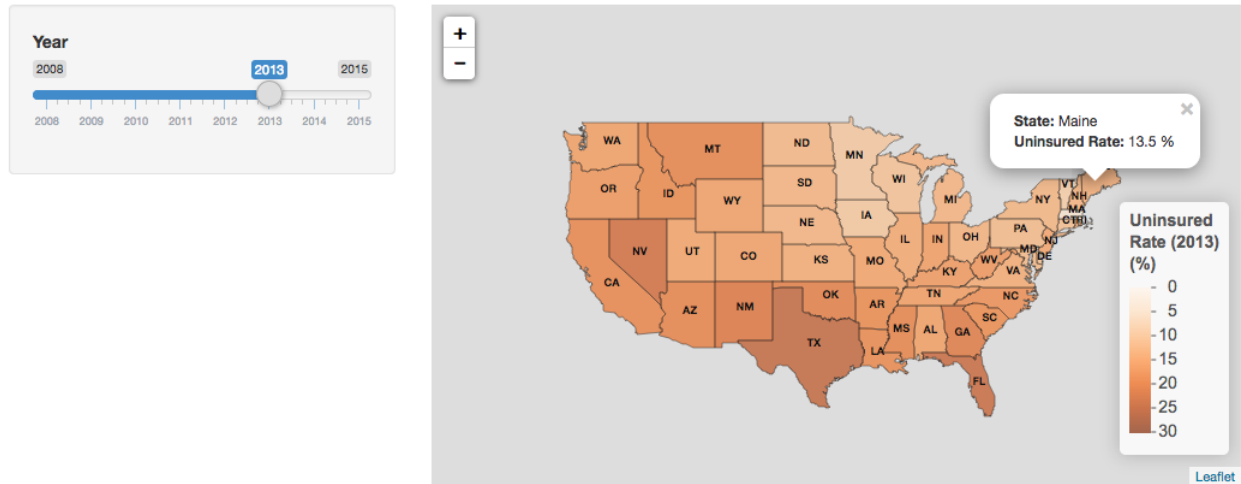 Year
2008 2013 2015
2008 2009 2010 2011 2012 2013 2014 2015
+
−
×
State: Maine
Uninsured Rate: 13.5 %
WA
MT
ND
MN
OR
ID
SD
WI
MI
VT
NH
NY
MA
WY
IA
CTRI
NE
PA
NV
UT
CO
IL
IN
OH
NJ
MD
DE
KS
MO
WV
VA
CA
KY
OK
TN
NC
AZ
NM
AR
SC
TX
MS
AL
GA
LA
FL
Uninsured
Rate (2013)
(%)
0
5
10
15
20
25
30
Leaflet